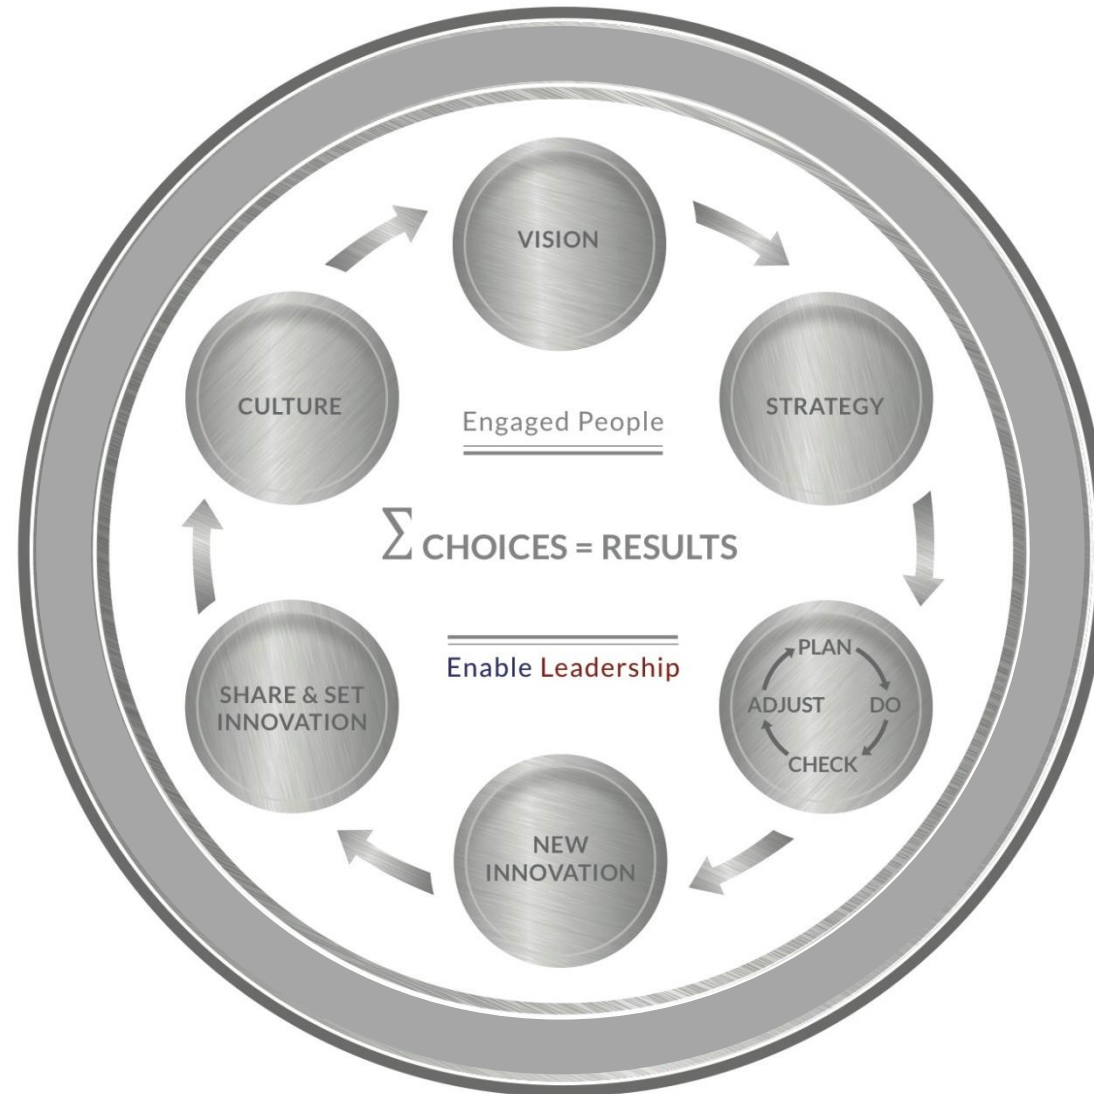 VISION
STRATEGY
PLAN
DO
CHECK
ADJUST
NEW
INNOVATION
SHARE & SET
INNOVATION
CULTURE
Engaged People
∑ CHOICES = RESULTS
Enable Leadership